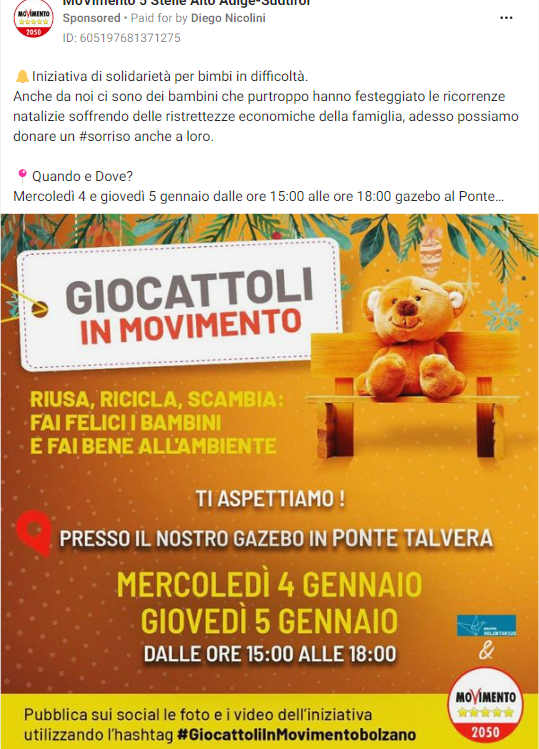 Movimento 5 Stelle Alto Adige-Südtirol
Sponsored • Paid for by Diego Nicolini
ID: 605197681371275
🔔Iniziativa di solidarietà per bimbi in difficoltà.
Anche da noi ci sono dei bambini che purtroppo hanno festeggiato le ricorrenze
natalizie soffrendo delle ristrettezze economiche della famiglia, adesso possiamo
donare un #sorriso anche a loro.
📍Quando e Dove?
Mercoledì 4 e giovedì 5 gennaio dalle ore 15:00 alle ore 18:00 gazebo al Ponte...
GIOCATTOLI
IN MOVIMENTO
RIUSA, RICICLA, SCAMBIA:
FAI FELICI I BAMBINI
E FAI BENE ALL'AMBIENTE
TI ASPETTIAMO !
PRESSO IL NOSTRO GAZEBO IN PONTE TALVERA
MERCOLEDÌ 4 GENNAIO
GIOVEDÌ 5 GENNAIO
DALLE ORE 15:00 ALLE 18:00
GRUPPO
VOLONTARIUS
&
MOVIMENTO
2050
Pubblica sui social le foto e i video dell'iniziativa
utilizzando l'hashtag #GiocattoliInMovimentobolzano